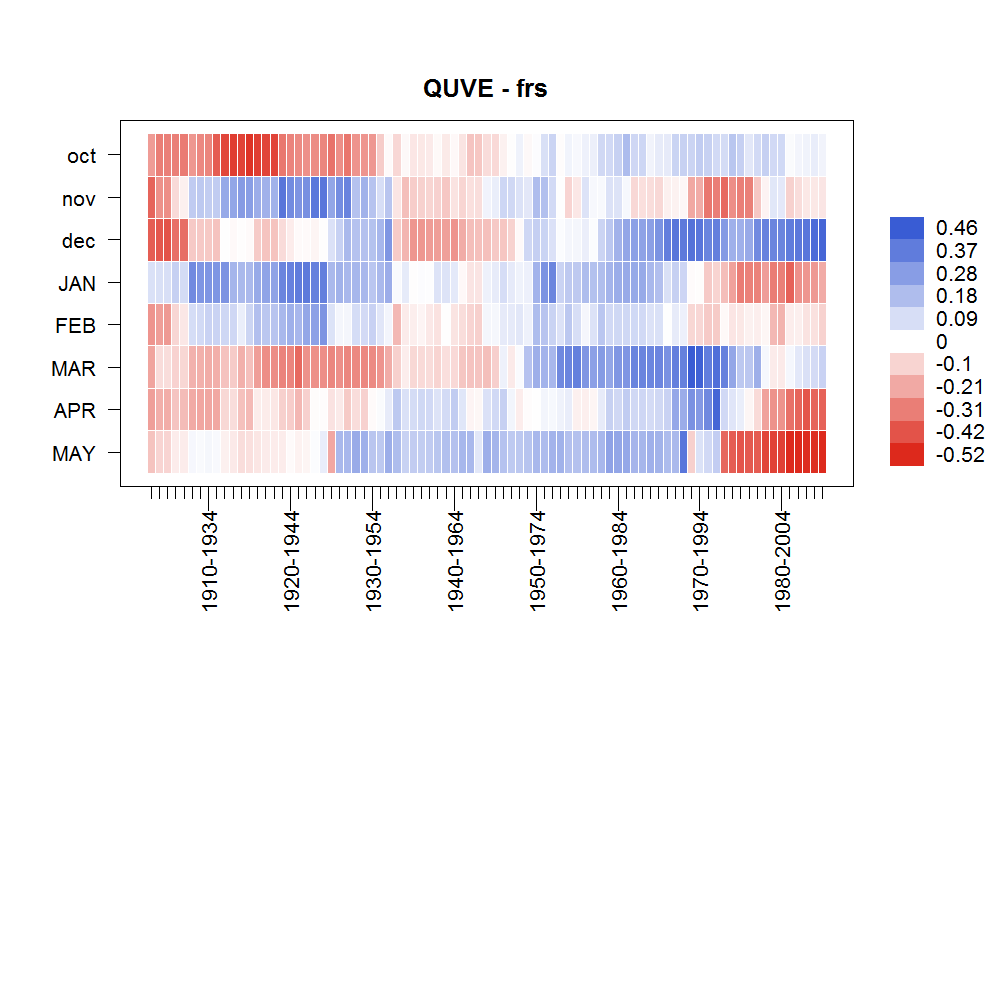 QUVE - frs
oct
nov
dec
JAN
FEB
MAR
APR
MAY
0.46
0.37
0.28
0.18
0.09
0
-0.1
-0.21
-0.31
-0.42
-0.52
1910-1934
1920-1944
1930-1954
1940-1964
1950-1974
1960-1984
1970-1994
1980-2004